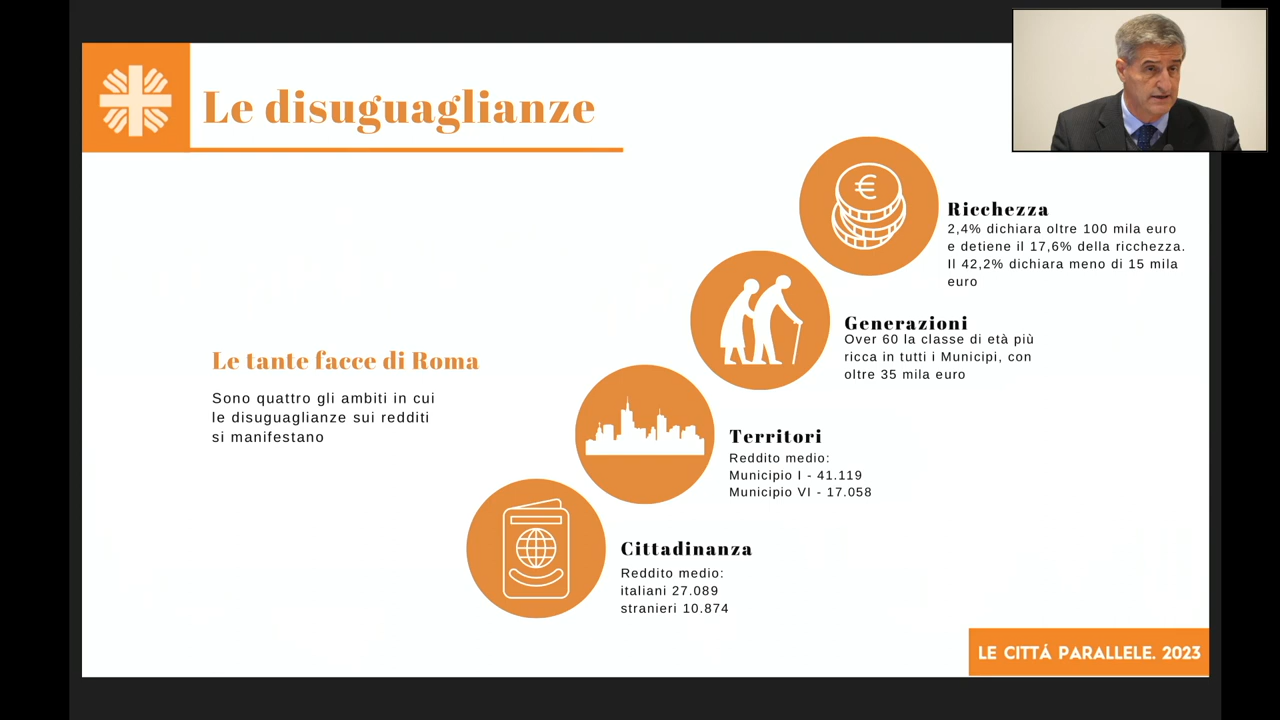 Le disuguaglianze
Ricchezza
2,4% dichiara oltre 100 mila euro
e detiene il 17,6% della ricchezza.
Il 42,2% dichiara meno di 15 mila
euro
Generazioni
Over 60 la classe di età più
ricca in tutti i Municipi, con
oltre 35 mila euro
Le tante facce di Roma
Sono quattro gli ambiti in cui
le disuguaglianze sui redditi
si manifestano
Territori
Reddito medio:
Municipio I - 41.119
Municipio VI - 17.058
Cittadinanza
Reddito medio:
italiani 27.089
stranieri 10.874
LE CITTÁ PARALLELE. 2023